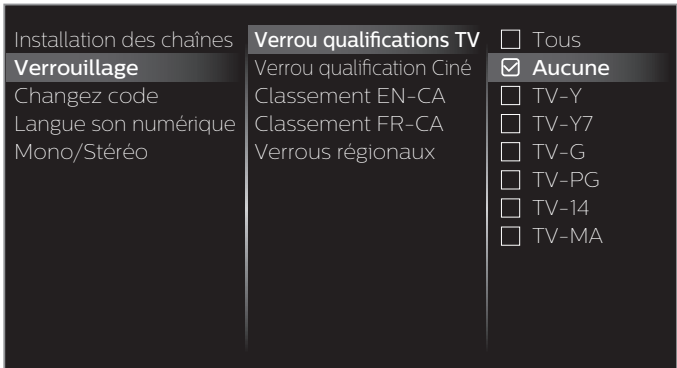 Installation des chaînes
Verrouillage
Changez code
Langue son numérique
Mono/Stéréo
Verrou qualifications TV
Verrou qualification Ciné
Classement EN-CA
Classement FR-CA
Verrous régionaux
Tous
Aucune
TV-Y
TV-Y7
TV-G
TV-PG
TV-14
TV-MA